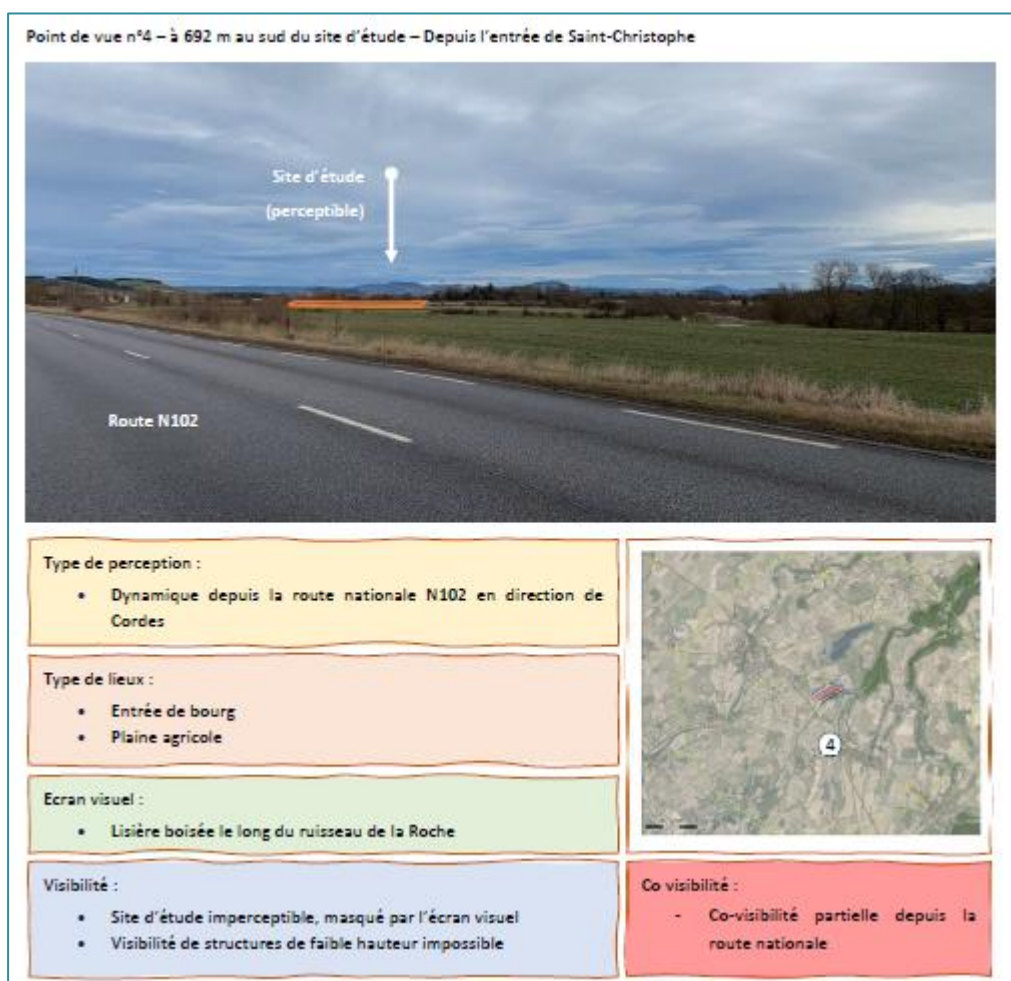 Point de vue n°4 – à 692 m au sud du site d'étude – Depuis l'entrée de Saint-Christophe
Site d'étude
(perceptible)
Route N102
Type de perception :
• Dynamique depuis la route nationale N102 en direction de
Cordes
Type de lieux :
• Entrée de bourg
• Plaine agricole
4
Ecran visuel :
• Lisière boisée le long du ruisseau de la Roche
Visibilité :
• Site d'étude imperceptible, masqué par l'écran visuel
• Visibilité de structures de faible hauteur impossible
Co visibilité :
- Co-visibilité partielle depuis la
route nationale